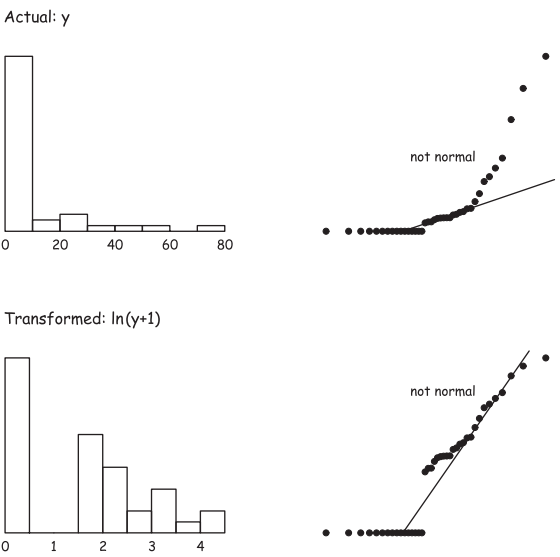 Actual: y
not normal
0 20 40 60 80
Transformed: ln(y+1)
not normal
0 1 2 3 4